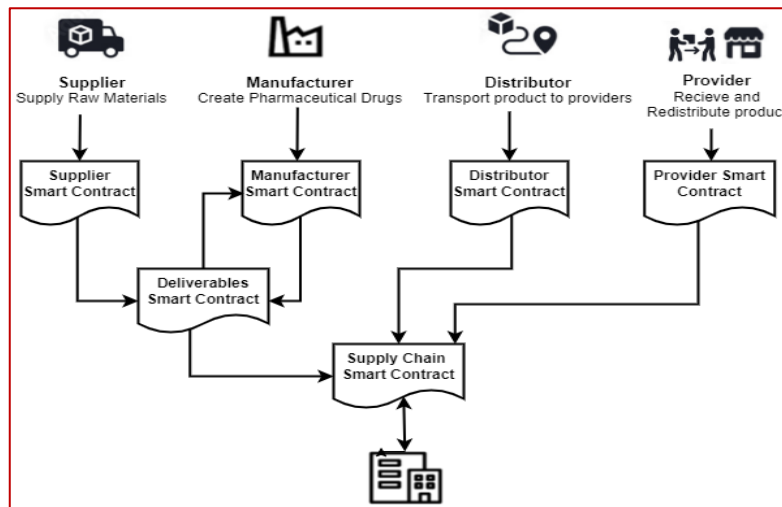 Supplier
Supply Raw Materials
Manufacturer
Create Pharmaceutical Drugs
Distributor
Transport product to providers
Provider
Recieve and
Redistribute produc
Supplier
Smart Contract
Manufacturer
Smart Contract
Distributor
Smart Contract
Provider Smart
Contract
Deliverables
Smart Contract
Supply Chain
Smart Contract